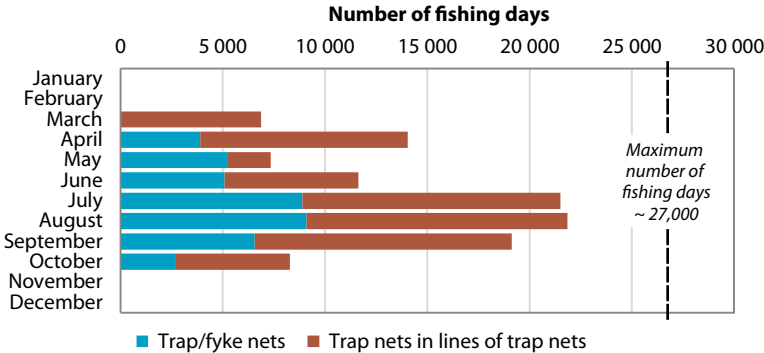 Number of fishing days
0 5 000 10 000 15 000 20 000 25 000 30 000
January
February
March
April
May
June
July
August
September
October
November
December
Maximum
number of
fishing days
~ 27,000
Trap/fyke nets Trap nets in lines of trap nets